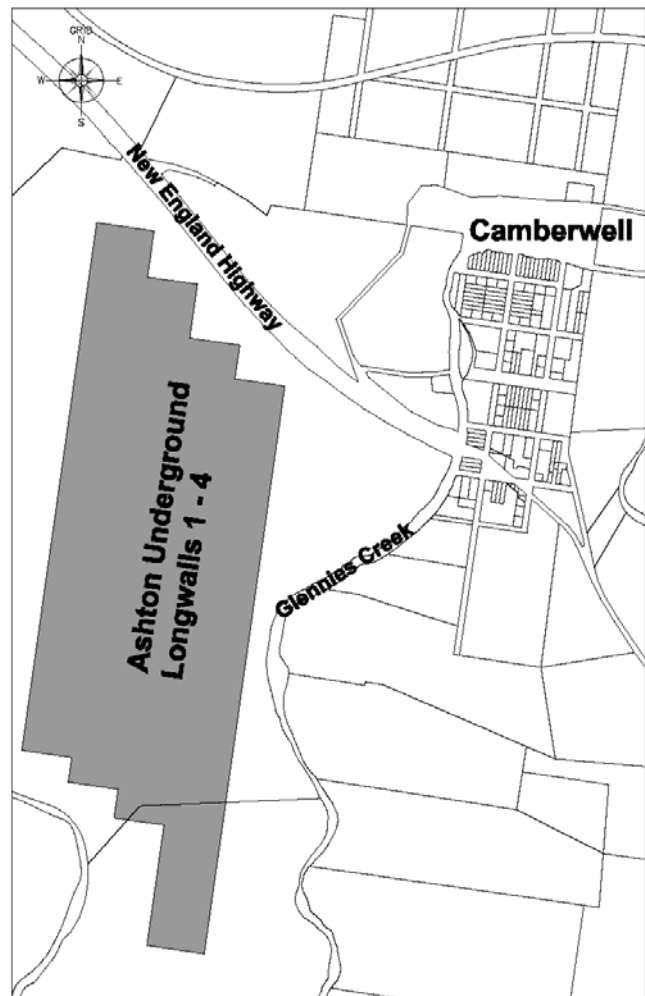 GRID
N
W E
S
New England Highway
Camberwell
Ashton Underground
Longwalls 1 - 4
Glennies Creek